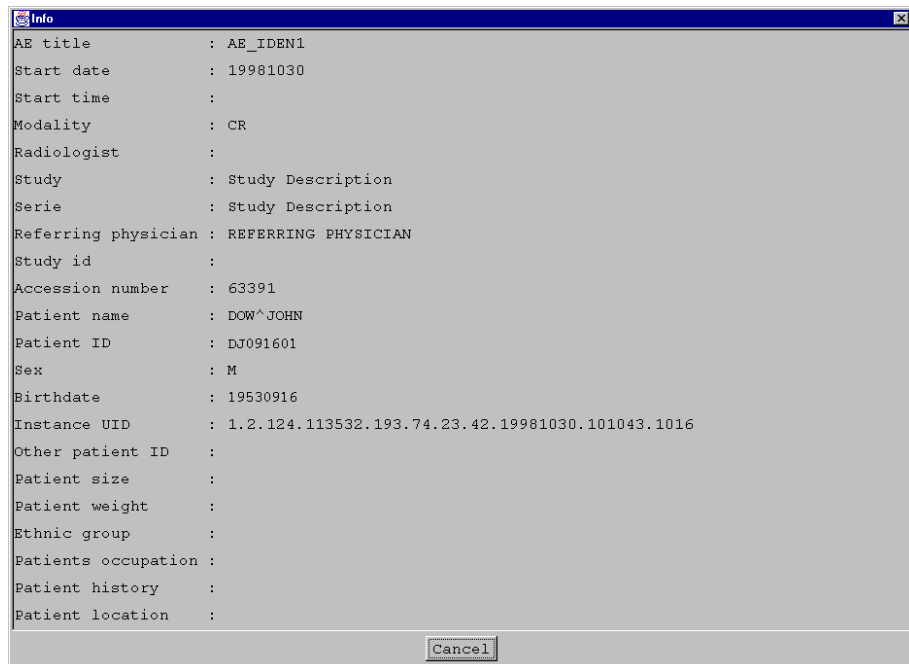 Info
AE title : AE_IDEN1
Start date : 19981030
Start time :
Modality : CR
Radiologist :
Study : Study Description
Serie : Study Description
Referring physician : REFERRING PHYSICIAN
Study id :
Accession number : 63391
Patient name : DOW^JOHN
Patient ID : DJ091601
Sex : M
Birthdate : 19530916
Instance UID : 1.2.124.113532.193.74.23.42.19981030.101043.1016
Other patient ID :
Patient size :
Patient weight :
Ethnic group :
Patients occupation :
Patient history :
Patient location :
Cancel